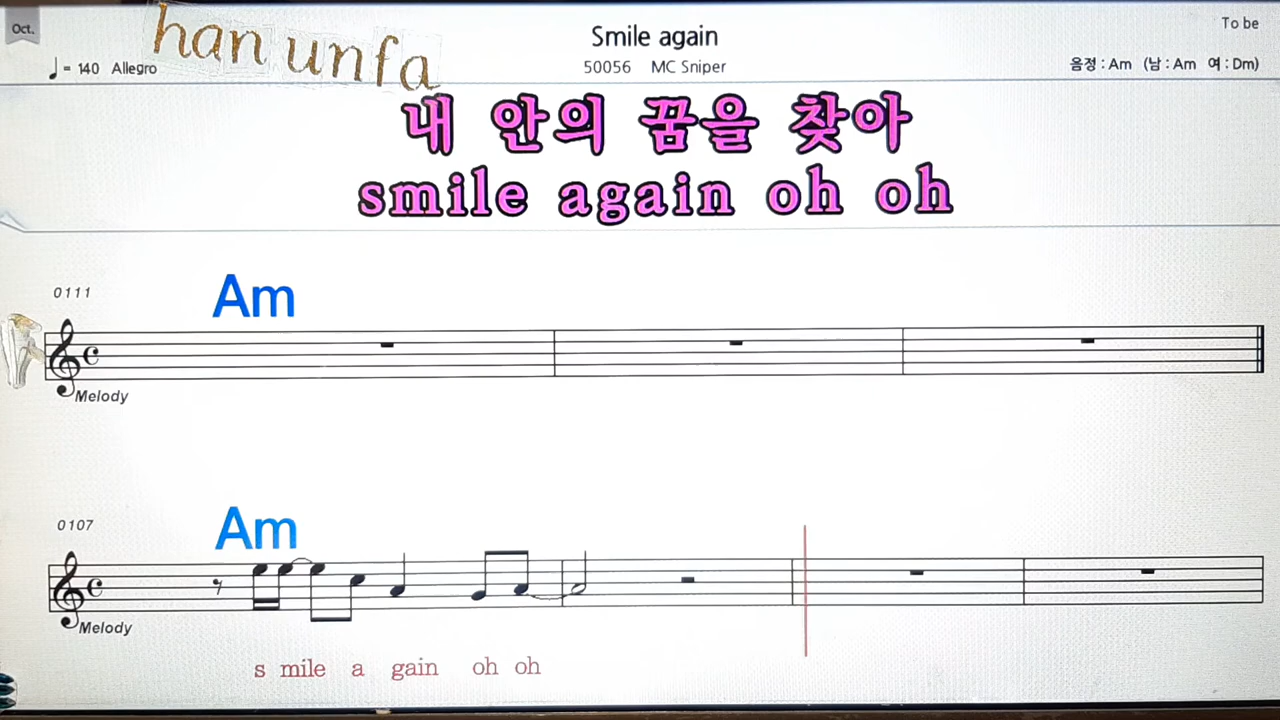 Oct.
han unfa
Smile again
To be
♩= 140 Allegro
50056 MC Sniper
음정 : Am (남 : Am 여 : Dm)
내 안의 꿈을 찾아
smile again oh oh
0111
Am
Melody
0107
Am
Melody
s mile a gain oh oh